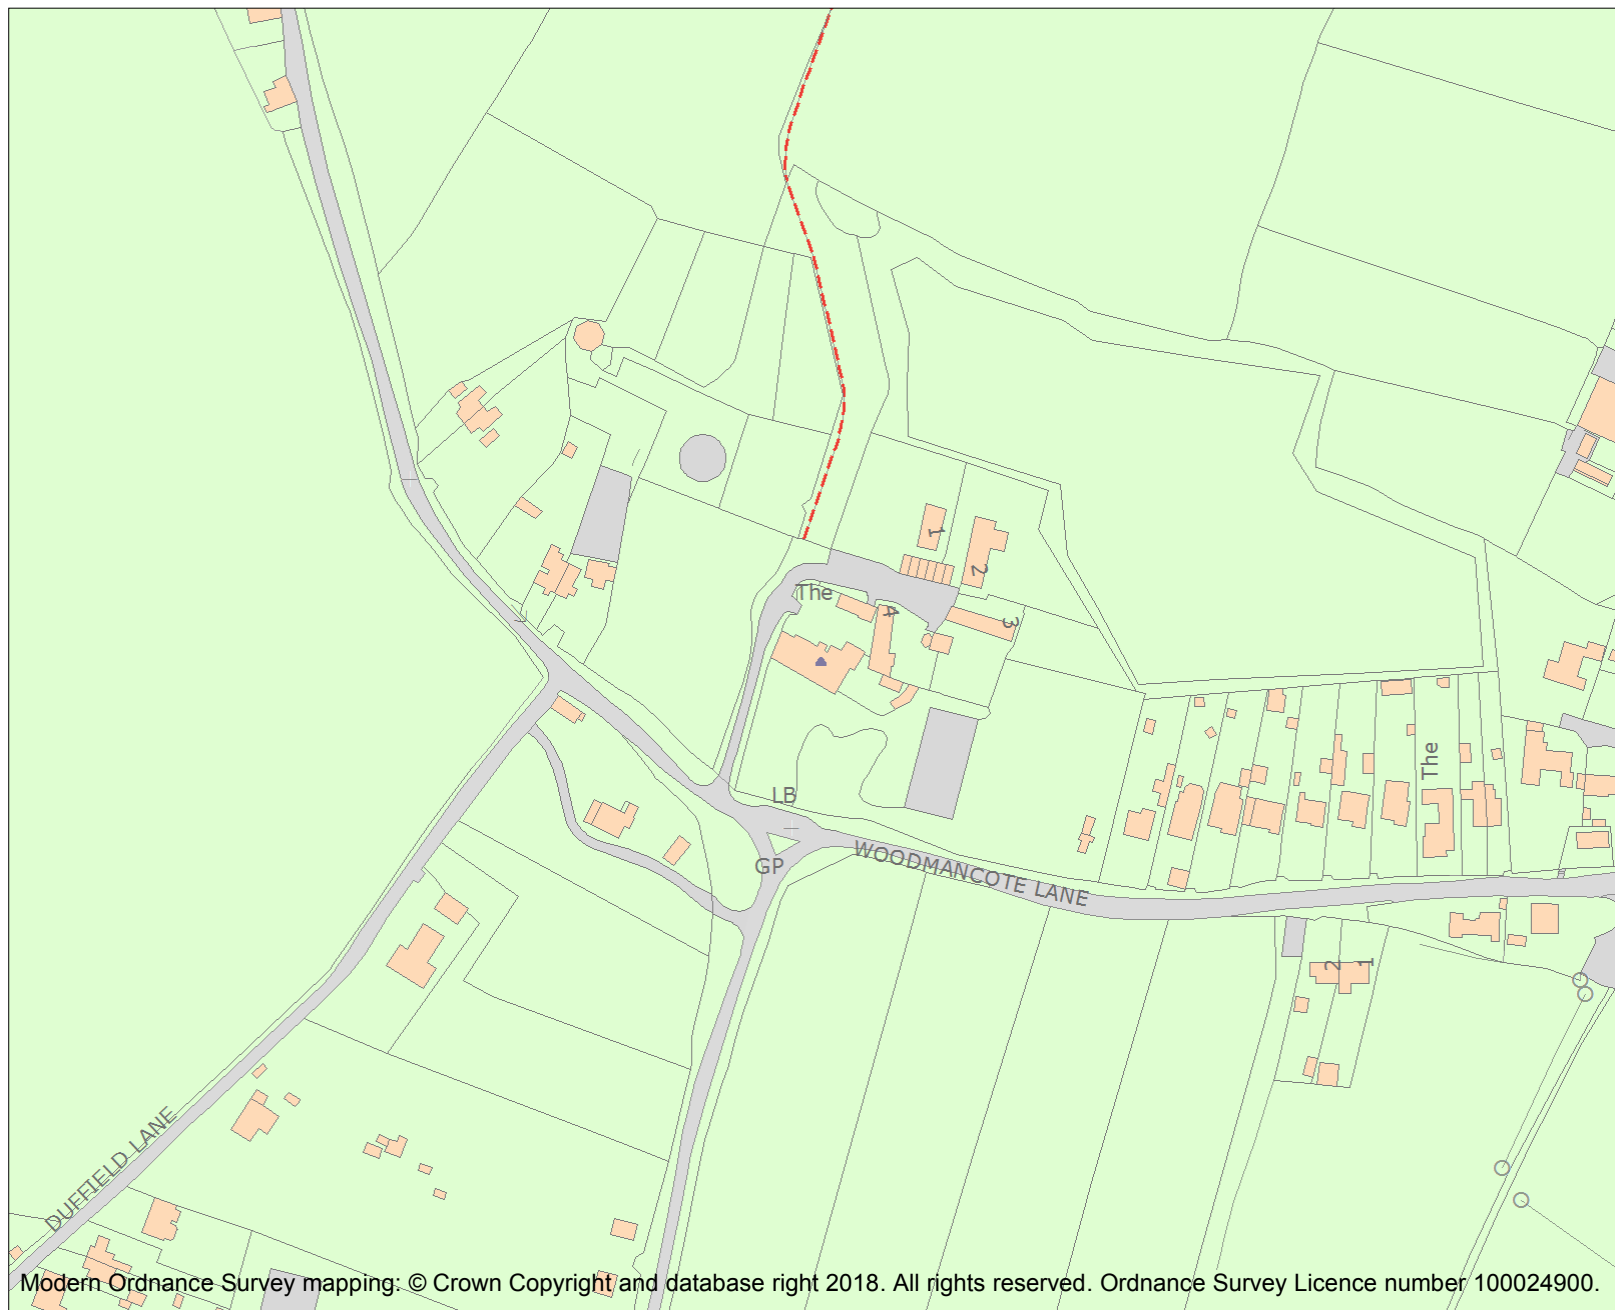 1
2
The
4
3
The
LB
GP
WOODMANCOTE LANE
2
1
DUFFIELD LANE
Modern Ordnance Survey mapping: © Crown Copyright and database right 2018. All rights reserved. Ordnance Survey Licence number 100024900.